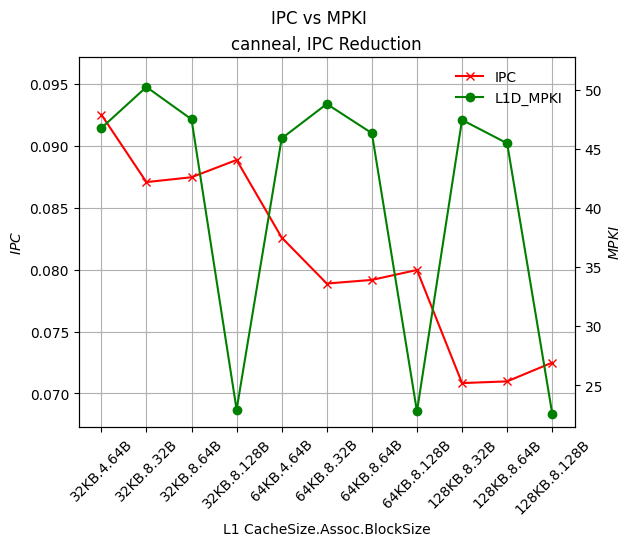 IPC vs MPKI
canneal, IPC Reduction
IPC
L1D_MPKI
0.095
0.090
0.085
0.080
0.075
0.070
IPC
50
45
40
35
30
25
MPKI
32KB.4.64B
32KB.8.32B
32KB.8.64B
32KB.8.128B
64KB.4.64B
64KB.8.32B
64KB.8.64B
64KB.8.128B
128KB.8.32B
128KB.8.64B
128KB.8.128B
L1 CacheSize.Assoc.BlockSize